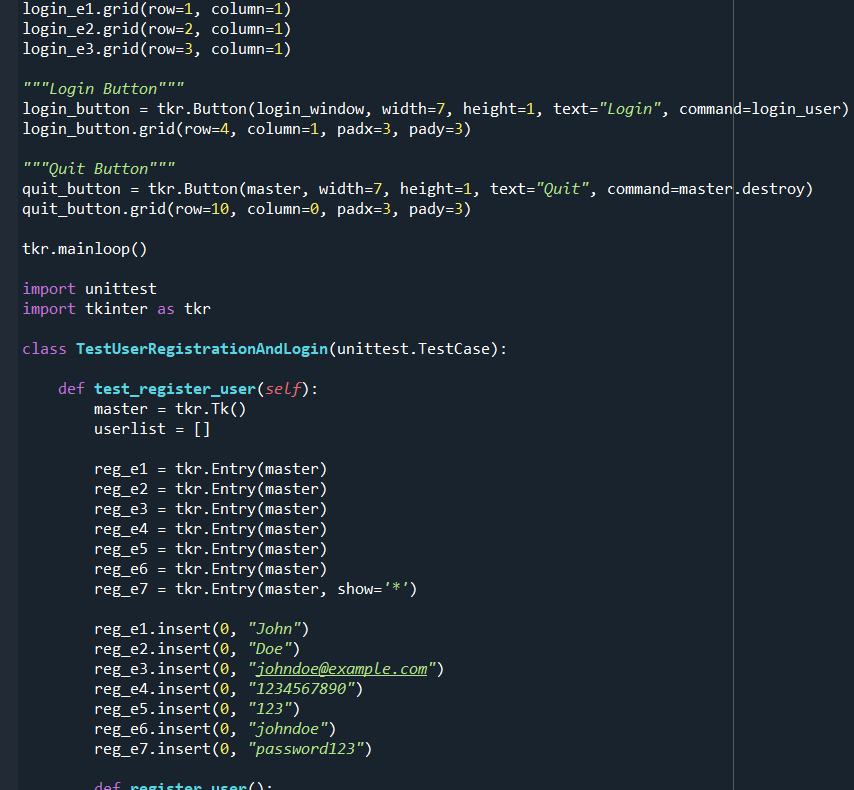 login_e1.grid(row=1, column=1)
login_e2.grid(row=2, column=1)
login_e3.grid(row=3, column=1)
"""Login Button"""
login_button = tkr.Button(login_window, width=7, height=1, text="Login", command=login_user)
login_button.grid(row=4, column=1, padx=3, pady=3)
"""Quit Button"""
quit_button = tkr.Button(master, width=7, height=1, text="Quit", command=master.destroy)
quit_button.grid(row=10, column=0, padx=3, pady=3)
tkr.mainloop()
import unittest
import tkinter as tkr
class TestUserRegistrationAndLogin(unittest.TestCase):
    def test_register_user(self):
        master = tkr.Tk()
        userlist = []
        reg_e1 = tkr.Entry(master)
        reg_e2 = tkr.Entry(master)
        reg_e3 = tkr.Entry(master)
        reg_e4 = tkr.Entry(master)
        reg_e5 = tkr.Entry(master)
        reg_e6 = tkr.Entry(master)
        reg_e7 = tkr.Entry(master, show='*')
        reg_e1.insert(0, "John")
        reg_e2.insert(0, "Doe")
        reg_e3.insert(0, "johndoe@example.com")
        reg_e4.insert(0, "1234567890")
        reg_e5.insert(0, "123")
        reg_e6.insert(0, "johndoe")
        reg_e7.insert(0, "password123")
        def register_user():